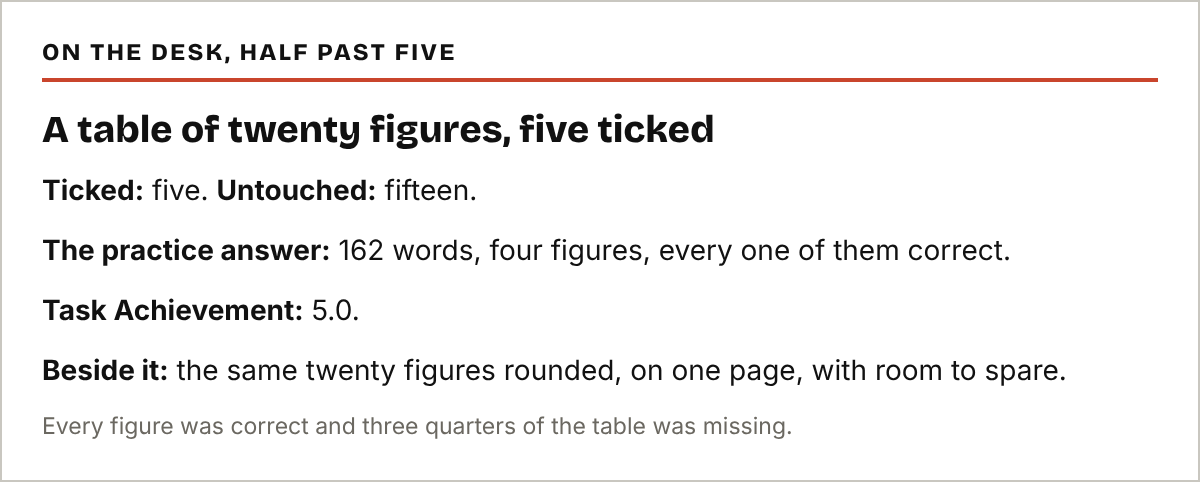 ON THE DESK, HALF PAST FIVE
A table of twenty figures, five ticked
Ticked: five. Untouched: fifteen.
The practice answer: 162 words, four figures, every one of them correct.
Task Achievement: 5.0.
Beside it: the same twenty figures rounded, on one page, with room to spare.
Every figure was correct and three quarters of the table was missing.